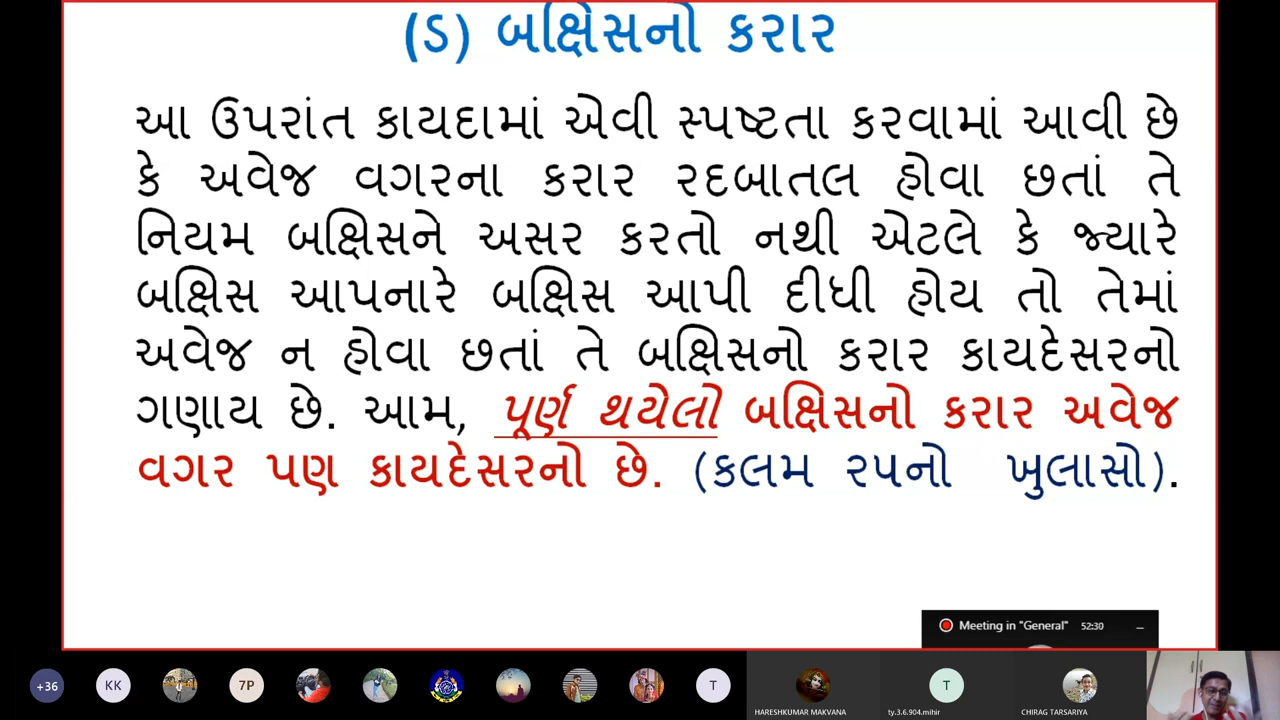 (ડ) બક્ષિસનો કરાર
આ ઉપરાંત કાયદામાં એવી સ્પષ્ટતા કરવામાં આવી છે
કે અવેજ વગરના કરાર રદબાતલ હોવા છતાં તે
નિયમ બક્ષિસને અસર કરતો નથી એટલે કે જ્યારે
બક્ષિસ આપનારે બક્ષિસ આપી દીધી હોય તો તેમાં
અવેજ ન હોવા છતાં તે બક્ષિસનો કરાર કાયદેસરનો
ગણાય છે. આમ, પૂર્ણ થયેલો બક્ષિસનો કરાર અવેજ
વગર પણ કાયદેસરનો છે. (કલમ ૨૫નો ખુલાસો).
Meeting in "General" 52:30
+36 KK 7P T T
HARESHKUMAR MAKVANA ty.3.6.904.mihir CHIRAG TARSARIYA